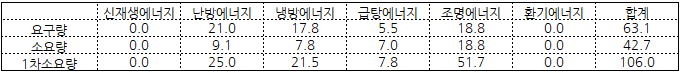 신재생에너지 난방에너지 냉방에너지 급탕에너지 조명에너지 환기에너지 합계
요구량 0.0 21.0 17.8 5.5 18.8 0.0 63.1
소요량 0.0 9.1 7.8 7.0 18.8 0.0 42.7
1차소요량 0.0 25.0 21.5 7.8 51.7 0.0 106.0